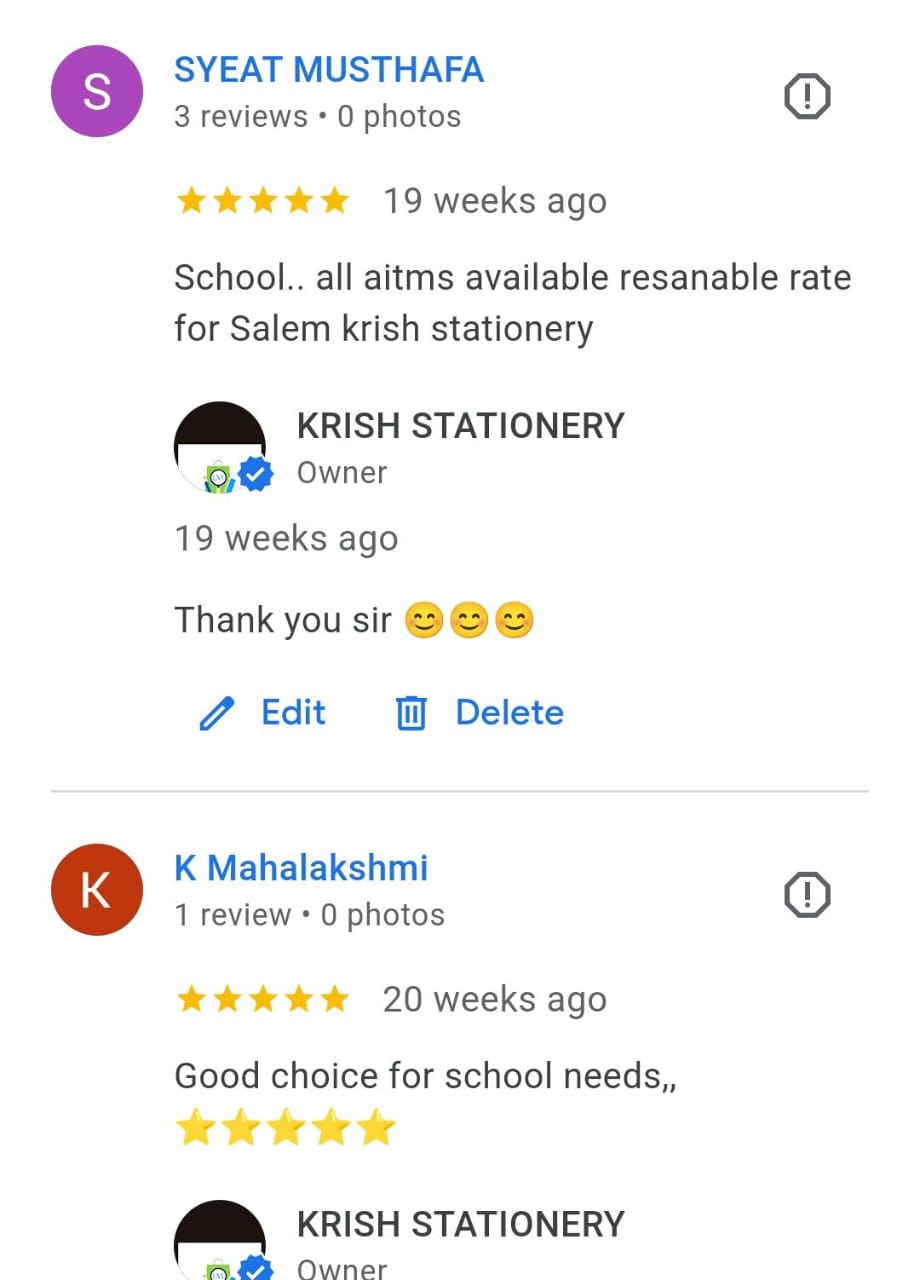 S
SYEAT MUSTHAFA
3 reviews • 0 photos
19 weeks ago
School.. all aitms available resanable rate
for Salem krish stationery
KRISH STATIONERY
Owner
19 weeks ago
Thank you sir 😊😊😊
Edit Delete
K
K Mahalakshmi
1 review • 0 photos
20 weeks ago
Good choice for school needs,,
⭐⭐⭐⭐⭐
KRISH STATIONERY
Owner